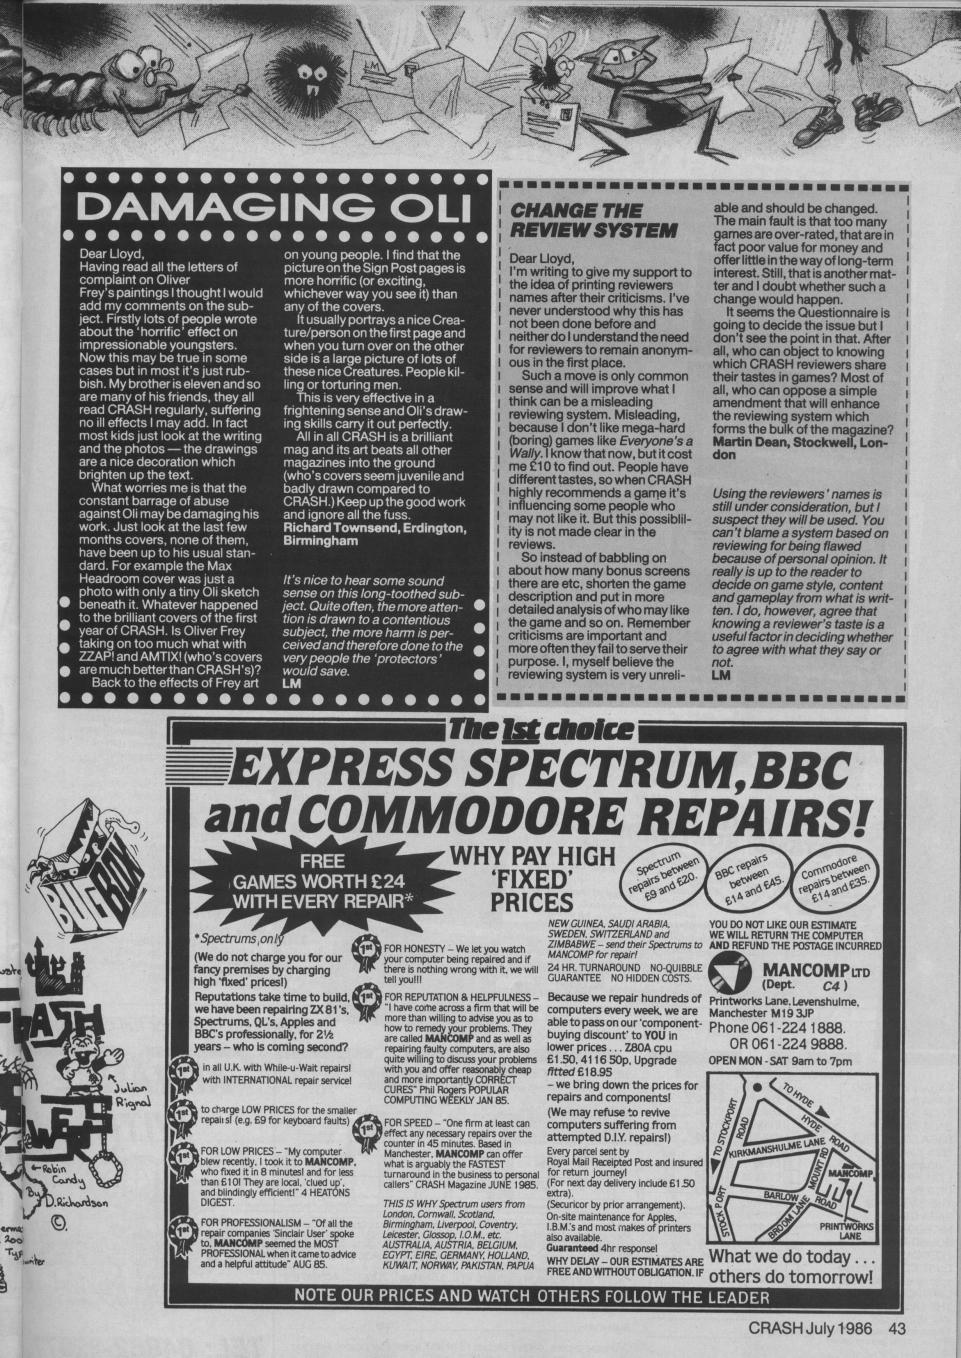 DAMAGING OLI
Dear Lloyd,
Having read all the letters of
complaint on Oliver
Frey's paintings I thought I would
add my comments on the sub-
ject. Firstly lots of people wrote
about the 'horrific' effect on
impressionable youngsters.
Now this may be true in some
cases but in most it's just rub-
bish. My brother is eleven and so
are many of his friends, they all
read CRASH regularly, suffering
no ill effects I may add. In fact
most kids just look at the writing
and the photos — the drawings
are a nice decoration which
brighten up the text.
What worries me is that the
constant barrage of abuse
against Oli may be damaging his
work. Just look at the last few
months covers, none of them,
have been up to his usual stan-
dard. For example the Max
Headroom cover was just a
photo with only a tiny Oli sketch
beneath it. Whatever happened
to the brilliant covers of the first
year of CRASH. Is Oliver Frey
taking on too much what with
ZZAP! and AMTIX! (who's covers
are much better than CRASH's)?
Back to the effects of Frey art
on young people. I find that the
picture on the Sign Post pages is
more horrific (or exciting,
whichever way you see it) than
any of the covers.
It usually portrays a nice Crea-
ture/person on the first page and
when you turn over on the other
side is a large picture of lots of
these nice Creatures. People kil-
ling or torturing men.
This is very effective in a
frightening sense and Oli's draw-
ing skills carry it out perfectly.
All in all CRASH is a brilliant
mag and its art beats all other
magazines into the ground
(who's covers seem juvenile and
badly drawn compared to
CRASH.) Keep up the good work
and ignore all the fuss.
Richard Townsend, Erdington,
Birmingham
It's nice to hear some sound
sense on this long-toothed sub-
ject. Quite often, the more atten-
tion is drawn to a contentious
subject, the more harm is per-
ceived and therefore done to the
very people the 'protectors'
would save.
LM
CHANGE THE
REVIEW SYSTEM
Dear Lloyd,
I'm writing to give my support to
the idea of printing reviewers
names after their criticisms. I've
never understood why this has
not been done before and
neither do I understand the need
for reviewers to remain anonym-
ous in the first place.
Such a move is only common
sense and will improve what I
think can be a misleading
reviewing system. Misleading,
because I don't like mega-hard
(boring) games like Everyone's a
Wally. I know that now, but it cost
me £10 to find out. People have
different tastes, so when CRASH
highly recommends a game it's
influencing some people who
may not like it. But this possiblil-
ity is not made clear in the
reviews.
So instead of babbling on
about how many bonus screens
there are etc, shorten the game
description and put in more
detailed analysis of who may like
the game and so on. Remember
criticisms are important and
more often they fail to serve their
purpose. I, myself believe the
reviewing system is very unreli-
able and should be changed.
The main fault is that too many
games are over-rated, that are in
fact poor value for money and
offer little in the way of long-term
interest. Still, that is another mat-
ter and I doubt whether such a
change would happen.
It seems the Questionnaire is
going to decide the issue but I
don't see the point in that. After
all, who can object to knowing
which CRASH reviewers share
their tastes in games? Most of
all, who can oppose a simple
amendment that will enhance
the reviewing system which
forms the bulk of the magazine?
Martin Dean, Stockwell, Lon-
don
Using the reviewers' names is
still under consideration, but I
suspect they will be used. You
can't blame a system based on
reviewing for being flawed
because of personal opinion. It
really is up to the reader to
decide on game style, content
and gameplay from what is writ-
ten. I do, however, agree that
knowing a reviewer's taste is a
useful factor in deciding whether
to agree with what they say or
not.
LM
BUG BOX
Julian
Rignal
Robin
Candy
By
D.Richardson
©.
The 1st choice
EXPRESS SPECTRUM, BBC
and COMMODORE REPAIRS!
FREE
GAMES WORTH £24
WITH EVERY REPAIR*
WHY PAY HIGH
'FIXED'
PRICES
Spectrum
repairs between
£9 and £20.
BBC repairs
between
£14 and £45.
Commodore
repairs between
£14 and £35.
*Spectrums only
(We do not charge you for our
fancy premises by charging
high 'fixed' prices!)
Reputations take time to build,
we have been repairing ZX 81's,
Spectrums, QL's, Apples and
BBC's professionally, for 2½
years – who is coming second?
1st in all U.K. with While-u-Wait repairs!
with INTERNATIONAL repair service!
1st to charge LOW PRICES for the smaller
repairs! (e.g. £9 for keyboard faults)
1st FOR LOW PRICES – "My computer
blew recently, I took it to MANCOMP,
who fixed it in 8 minutes! and for less
than £10! They are local, 'clued up',
and blindingly efficient!" 4 HEATONS
DIGEST.
1st FOR PROFESSIONALISM – "Of all the
repair companies 'Sinclair User' spoke
to, MANCOMP seemed the MOST
PROFESSIONAL when it came to advice
and a helpful attitude" AUG 85.
1st FOR HONESTY – We let you watch
your computer being repaired and if
there is nothing wrong with it, we will
tell you!!!
1st FOR REPUTATION & HELPFULNESS –
"I have come across a firm that will be
more than willing to advise you as to
how to remedy your problems. They
are called MANCOMP and as well as
repairing faulty computers, are also
quite willing to discuss your problems
with you and offer reasonably cheap
and more importantly CORRECT
CURES" Phil Rogers POPULAR
COMPUTING WEEKLY JAN 85.
1st FOR SPEED – "One firm at least can
effect any necessary repairs over the
counter in 45 minutes. Based in
Manchester, MANCOMP can offer
what is arguably the FASTEST
turnaround in the business to personal
callers" CRASH Magazine JUNE 1985.
THIS IS WHY Spectrum users from
London, Cornwall, Scotland,
Birmingham, Liverpool, Coventry,
Leicester, Glossop, I.O.M., etc.
AUSTRALIA, AUSTRIA, BELGIUM,
EGYPT, EIRE, GERMANY, HOLLAND,
KUWAIT, NORWAY, PAKISTAN, PAPUA
NEW GUINEA, SAUDI ARABIA,
SWEDEN, SWITZERLAND and
ZIMBABWE – send their Spectrums to
MANCOMP for repair!
24 HR. TURNAROUND NO-QUIBBLE
GUARANTEE NO HIDDEN COSTS.
Because we repair hundreds of
computers every week, we are
able to pass on our 'component-
buying discount' to YOU in
lower prices ... Z80A cpu
£1.50, 4116 50p, Upgrade
fitted £18.95
– we bring down the prices for
repairs and components!
(We may refuse to revive
computers suffering from
attempted D.I.Y. repairs!)
Every parcel sent by
Royal Mail Receipted Post and insured
for return journey!
(For next day delivery include £1.50
extra).
(Securicor by prior arrangement).
On-site maintenance for Apples,
I.B.M's and most makes of printers
also available.
Guaranteed 4hr response!
WHY DELAY – OUR ESTIMATES ARE
FREE AND WITHOUT OBLIGATION. IF
YOU DO NOT LIKE OUR ESTIMATE
WE WILL RETURN THE COMPUTER
AND REFUND THE POSTAGE INCURRED
MANCOMP LTD
(Dept. C4 )
Printworks Lane, Levenshulme,
Manchester M19 3JP
Phone 061-224 1888.
OR 061-224 9888.
OPEN MON - SAT 9am to 7pm
TO HYDE
HYDE ROAD
TO STOCKPORT
ROAD
KIRKMANSHULME LANE
MOUNT RD
MANCOMP
BARLOW ROAD
BROOM LANE
STOCKPORT
PRINTWORKS
LANE
What we do today ...
others do tomorrow!
NOTE OUR PRICES AND WATCH OTHERS FOLLOW THE LEADER
CRASH July 1986 43